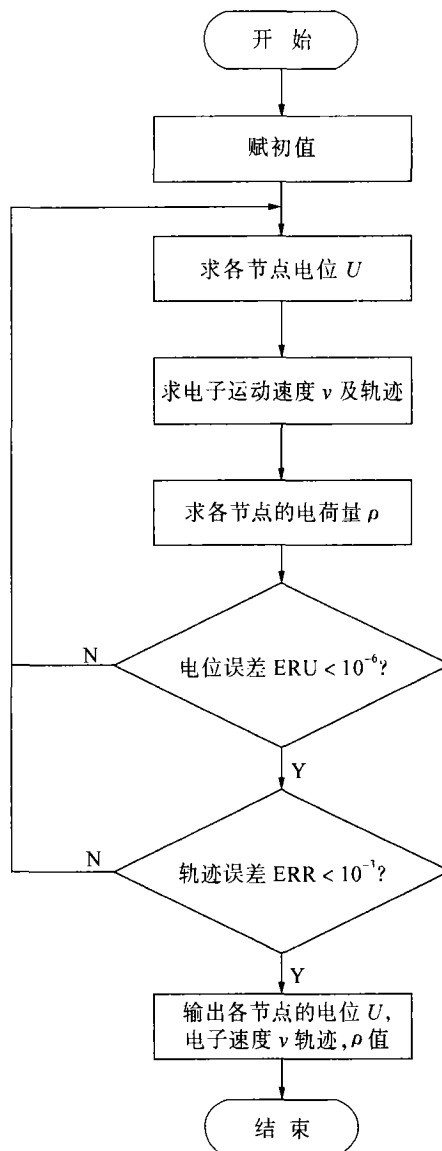 开 始
赋初值
求各节点电位 U
求电子运动速度 v 及轨迹
求各节点的电荷量 ρ
N
电位误差 ERU < 10⁻⁶?
Y
N
轨迹误差 ERR < 10⁻³?
Y
输出各节点的电位 U,
电子速度 v 轨迹,ρ 值
结 束